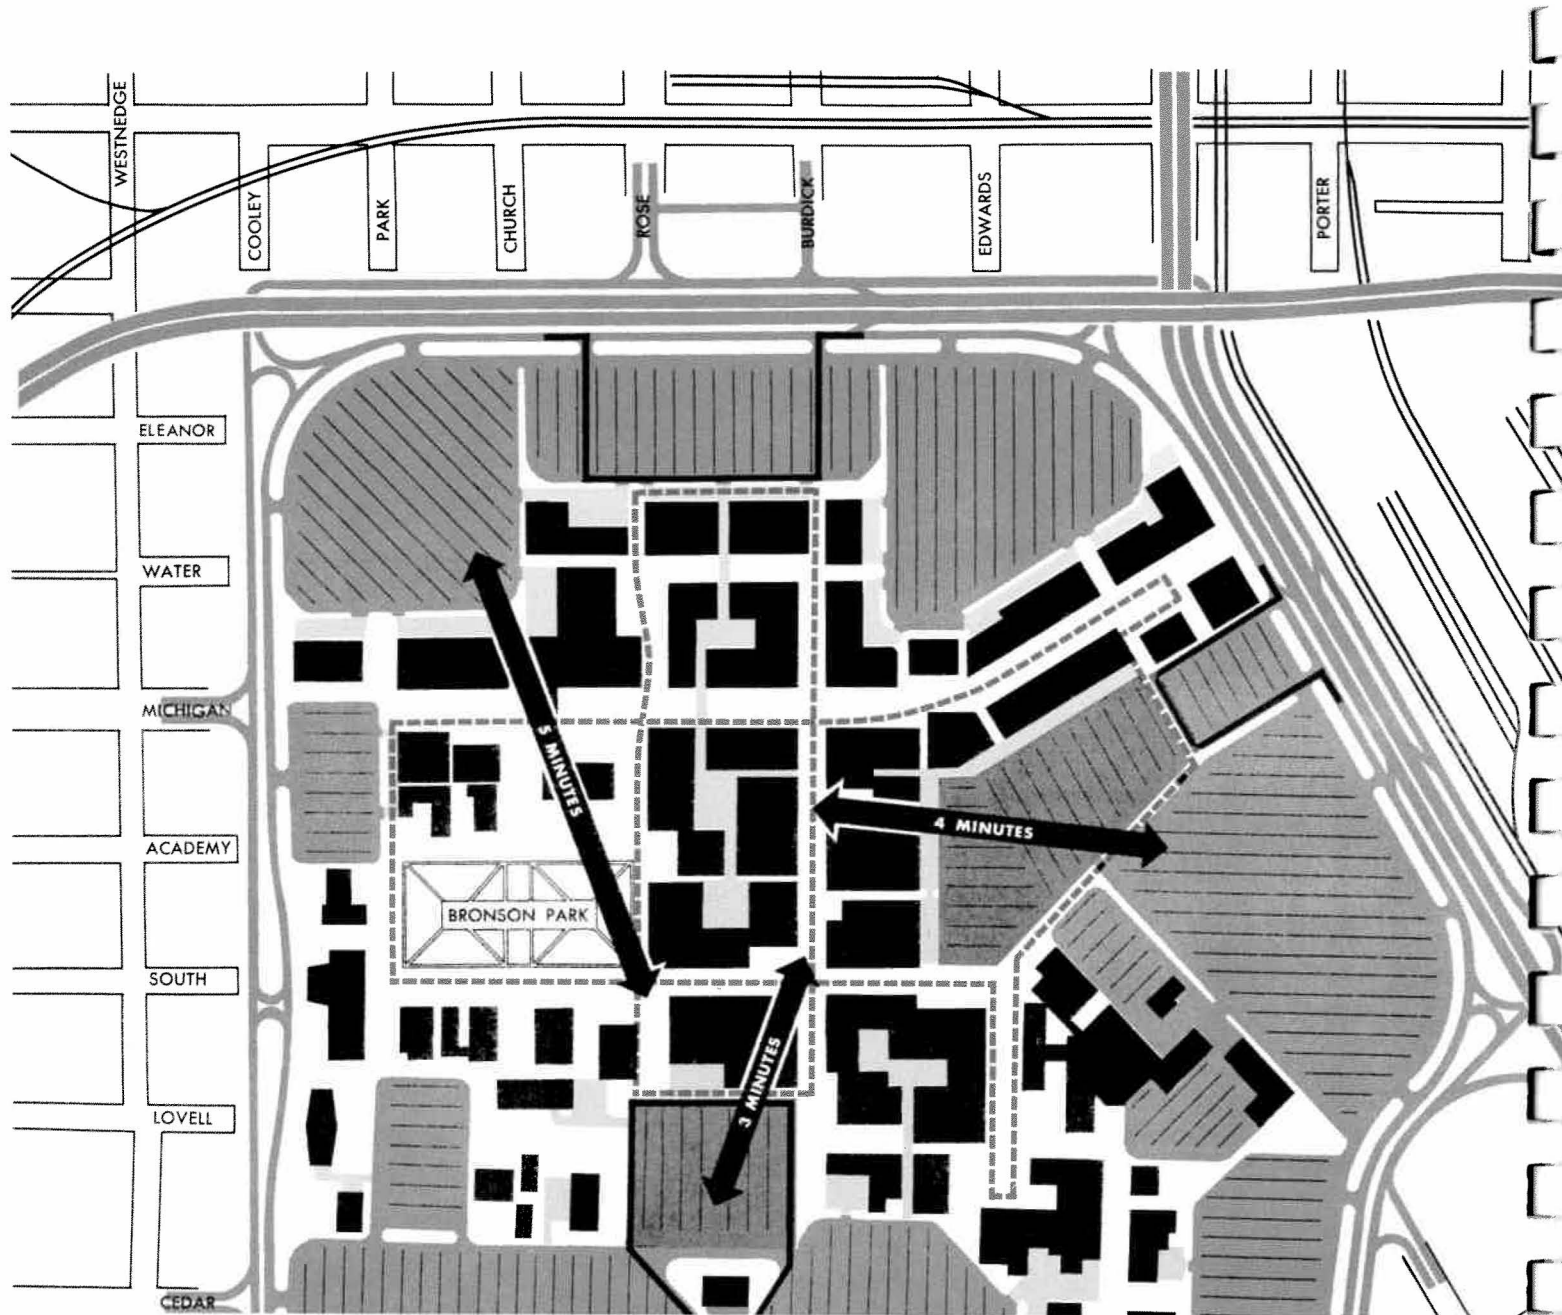 WESTNEDGE
COOLEY
PARK
CHURCH
ROSE
BURDICK
EDWARDS
PORTER
ELEANOR
WATER
MICHIGAN
5 MINUTES
4 MINUTES
ACADEMY
BRONSON PARK
SOUTH
3 MINUTES
LOVELL
CEDAR